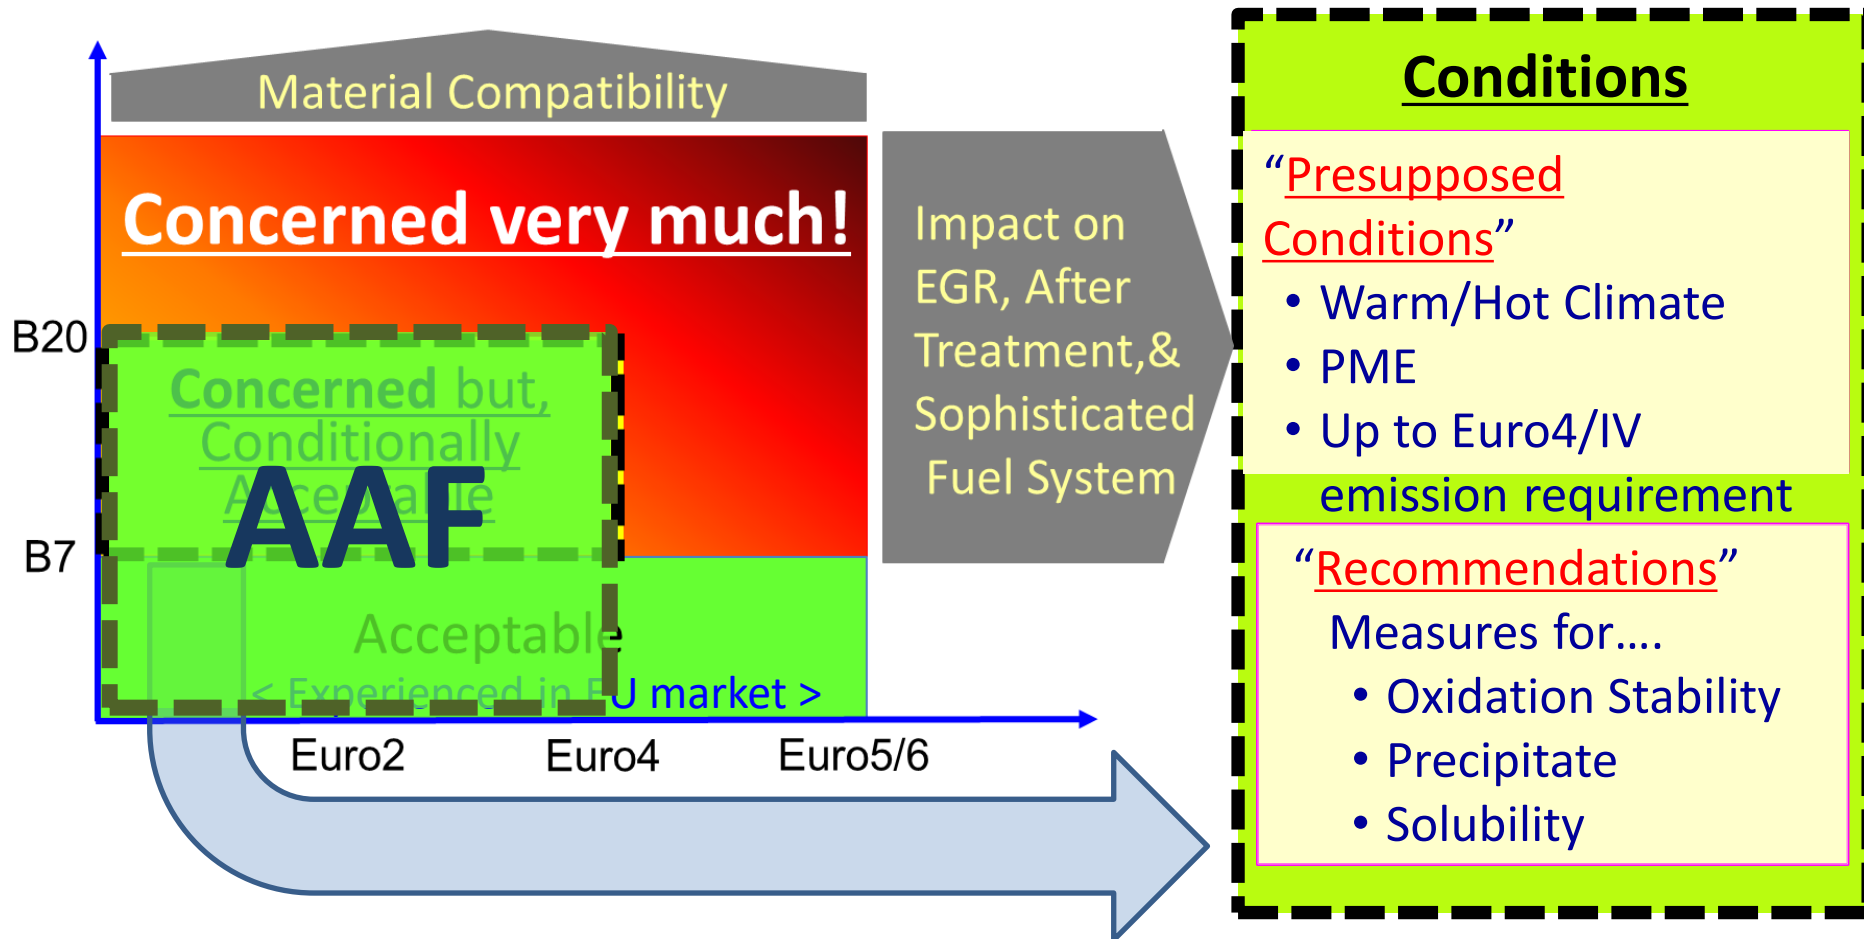 Material Compatibility
Concerned very much!
B20
Concerned but,
Conditionally
Acceptable
AAF
B7
Acceptable
< Experienced in EU market >
Euro2
Euro4
Euro5/6
Impact on
EGR, After
Treatment,&
Sophisticated
Fuel System
Conditions
“Presupposed
Conditions”
• Warm/Hot Climate
• PME
• Up to Euro4/IV
emission requirement
“Recommendations”
Measures for....
• Oxidation Stability
• Precipitate
• Solubility